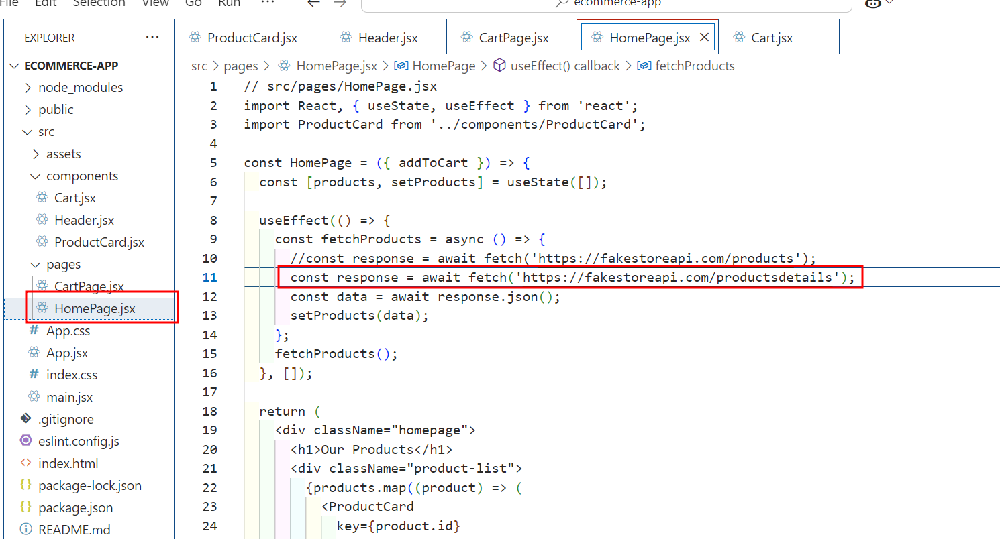 File Edit Selection View Go Run ··· ecommerce-app
EXPLORER ···
ECOMMERCE-APP
node_modules
public
src
assets
components
Cart.jsx
Header.jsx
ProductCard.jsx
pages
CartPage.jsx
HomePage.jsx
App.css
App.jsx
index.css
main.jsx
.gitignore
eslint.config.js
index.html
package-lock.json
package.json
README.md
ProductCard.jsx Header.jsx CartPage.jsx HomePage.jsx Cart.jsx
src > pages > HomePage.jsx > HomePage > useEffect() callback > fetchProducts
1 // src/pages/HomePage.jsx
2 import React, { useState, useEffect } from 'react';
3 import ProductCard from '../components/ProductCard';
4
5 const HomePage = ({ addToCart }) => {
6 const [products, setProducts] = useState([]);
7
8 useEffect(() => {
9 const fetchProducts = async () => {
10 //const response = await fetch('https://fakestoreapi.com/products');
11 const response = await fetch('https://fakestoreapi.com/productsdetails');
12 const data = await response.json();
13 setProducts(data);
14 };
15 fetchProducts();
16 }, []);
17
18 return (
19 <div className="homepage">
20 <h1>Our Products</h1>
21 <div className="product-list">
22 {products.map((product) => (
23 <ProductCard
24 key={product.id}